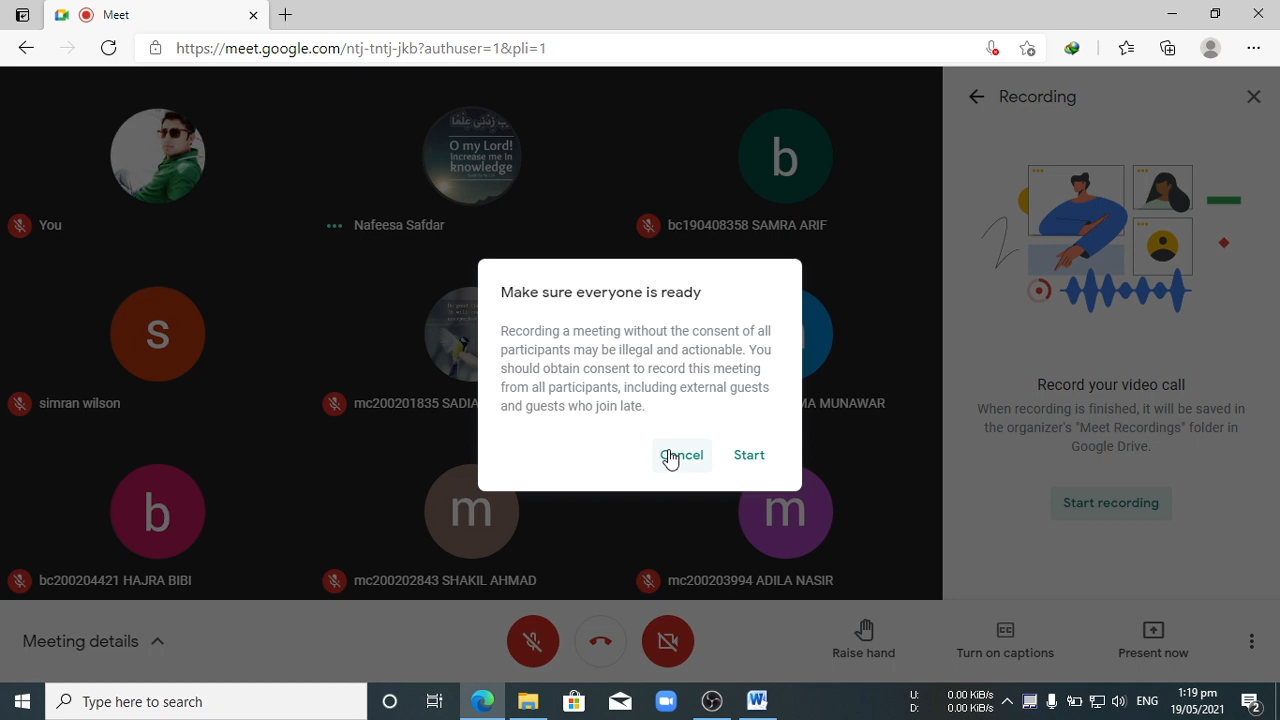 Meet
https://meet.google.com/ntj-tntj-jkb?authuser=1&pli=1
Recording
O my Lord!
Increase me in
knowledge
b
You
Nafeesa Safdar
bc190408358 SAMRA ARIF
Make sure everyone is ready
Recording a meeting without the consent of all
participants may be illegal and actionable. You
should obtain consent to record this meeting
from all participants, including external guests
and guests who join late.
Cancel
Start
s
simran wilson
mc200201835 SADIA
MA MUNAWAR
Record your video call
When recording is finished, it will be saved in
the organizer's "Meet Recordings" folder in
Google Drive.
Start recording
b
m
m
bc200204421 HAJRA BIBI
mc200202843 SHAKIL AHMAD
mc200203994 ADILA NASIR
Meeting details
CC
Raise hand
Turn on captions
Present now
Type here to search
W
U:
D:
0.00 KiB/s
0.00 KiB/s
ENG
1:19 pm
19/05/2021
2